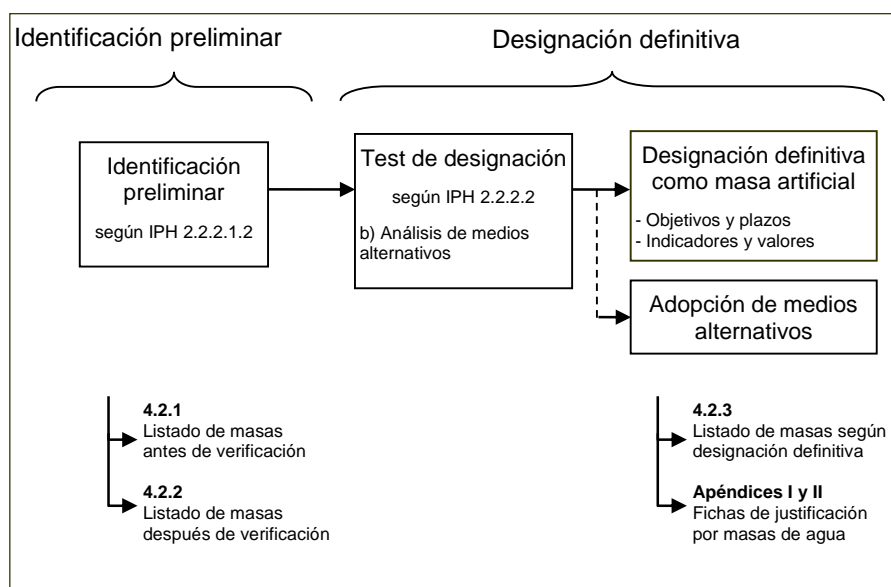 Identificación preliminar
Designación definitiva
Identificación
preliminar
según IPH 2.2.2.1.2
Test de designación
según IPH 2.2.2.2
b) Análisis de medios
alternativos
Designación definitiva
como masa artificial
- Objetivos y plazos
- Indicadores y valores
Adopción de medios
alternativos
4.2.1
Listado de masas
antes de verificación
4.2.2
Listado de masas
después de verificación
4.2.3
Listado de masas según
designación definitiva
Apéndices I y II
Fichas de justificación
por masas de agua